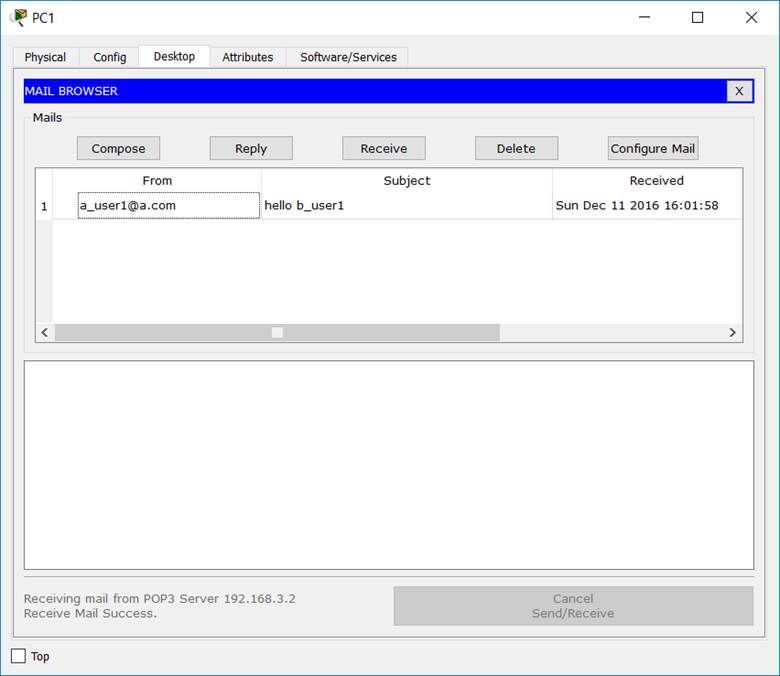 PC1
Physical Config Desktop Attributes Software/Services
MAIL BROWSER X
Mails
Compose Reply Receive Delete Configure Mail
From Subject Received
1 a_user1@a.com hello b_user1 Sun Dec 11 2016 16:01:58
Receiving mail from POP3 Server 192.168.3.2
Receive Mail Success.
Cancel
Send/Receive
Top